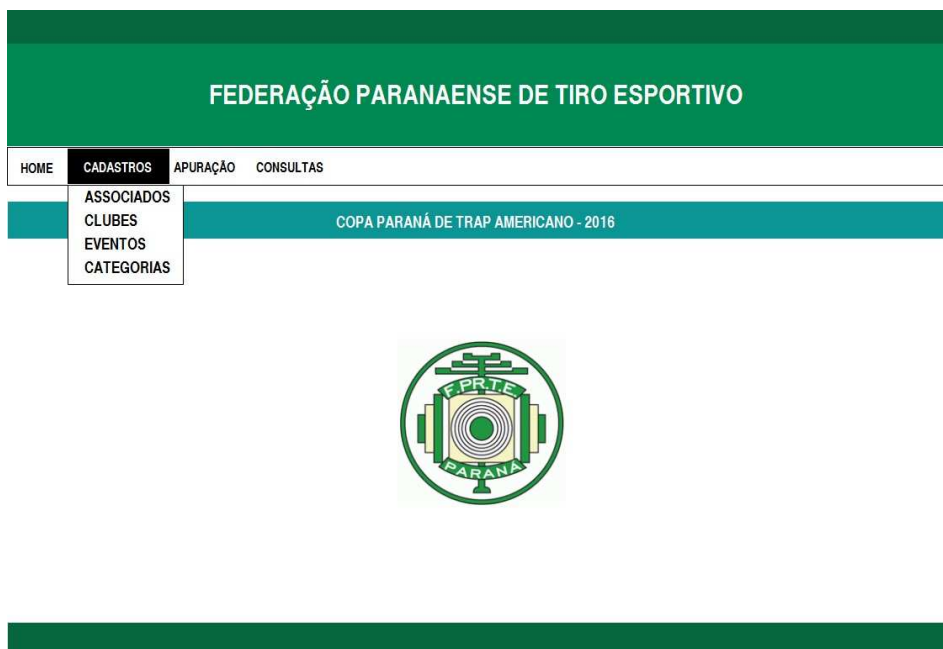 FEDERAÇÃO PARANAENSE DE TIRO ESPORTIVO
HOME CADASTROS APURAÇÃO CONSULTAS
ASSOCIADOS
CLUBES
EVENTOS
CATEGORIAS
COPA PARANÁ DE TRAP AMERICANO - 2016
F.PR.T.E.
PARANÁ